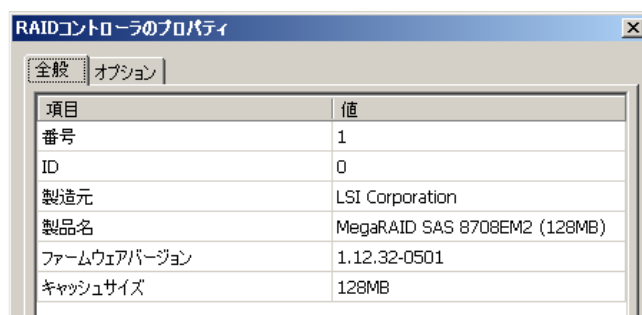 RAIDコントローラのプロパティ
全般 オプション
項目 値
番号 1
ID 0
製造元 LSI Corporation
製品名 MegaRAID SAS 8708EM2 (128MB)
ファームウェアバージョン 1.12.32-0501
キャッシュサイズ 128MB